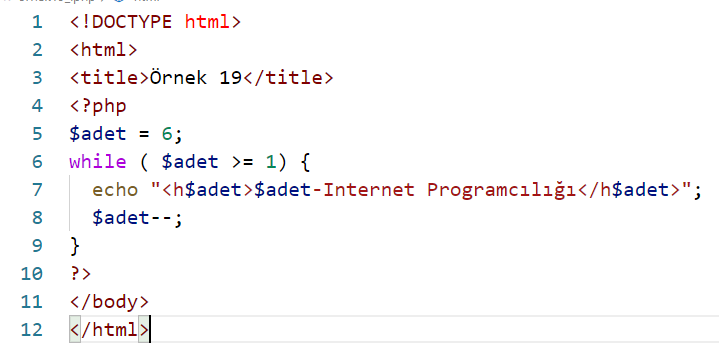 1 <!DOCTYPE html>
2 <html>
3 <title>Örnek 19</title>
4 <?php
5 $adet = 6;
6 while ( $adet >= 1) {
7 echo "<h$adet>$adet-Internet Programcılığı</h$adet>";
8 $adet--;
9 }
10 ?>
11 </body>
12 </html>